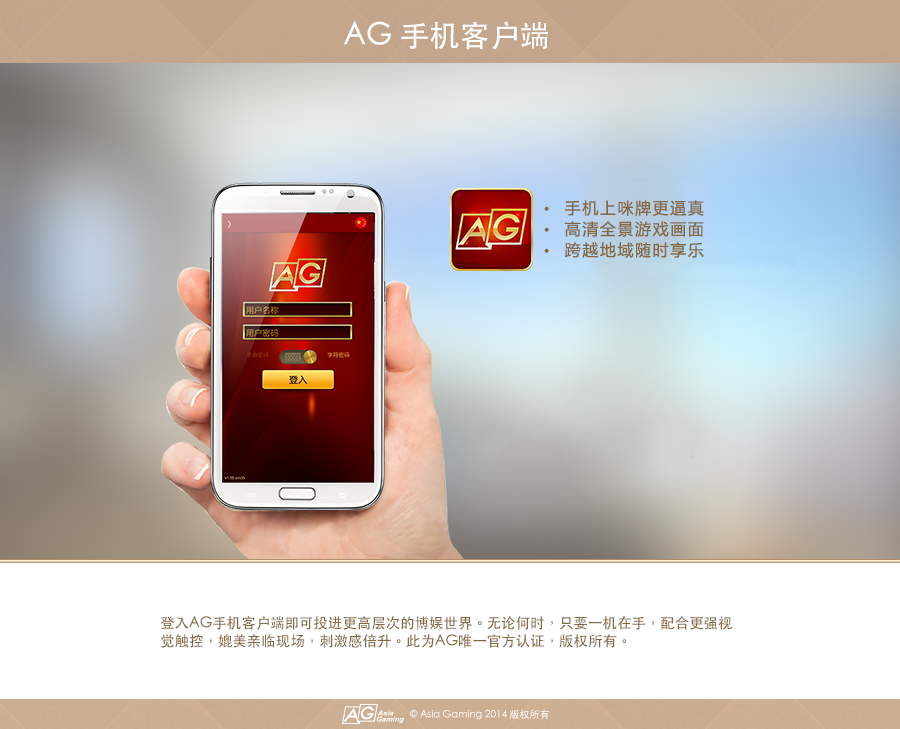 AG 手机客户端
AG
• 手机上咪牌更逼真
• 高清全景游戏画面
• 跨越地域随时享乐
AG
用户名称
用户密码
字符密码
登入
登入AG手机客户端即可投进更高层次的博娱世界。无论何时，只要一机在手，配合更强视
觉触控，媲美亲临现场，刺激感倍升。此为AG唯一官方认证，版权所有。
AG Asia Gaming © Asia Gaming 2014 版权所有